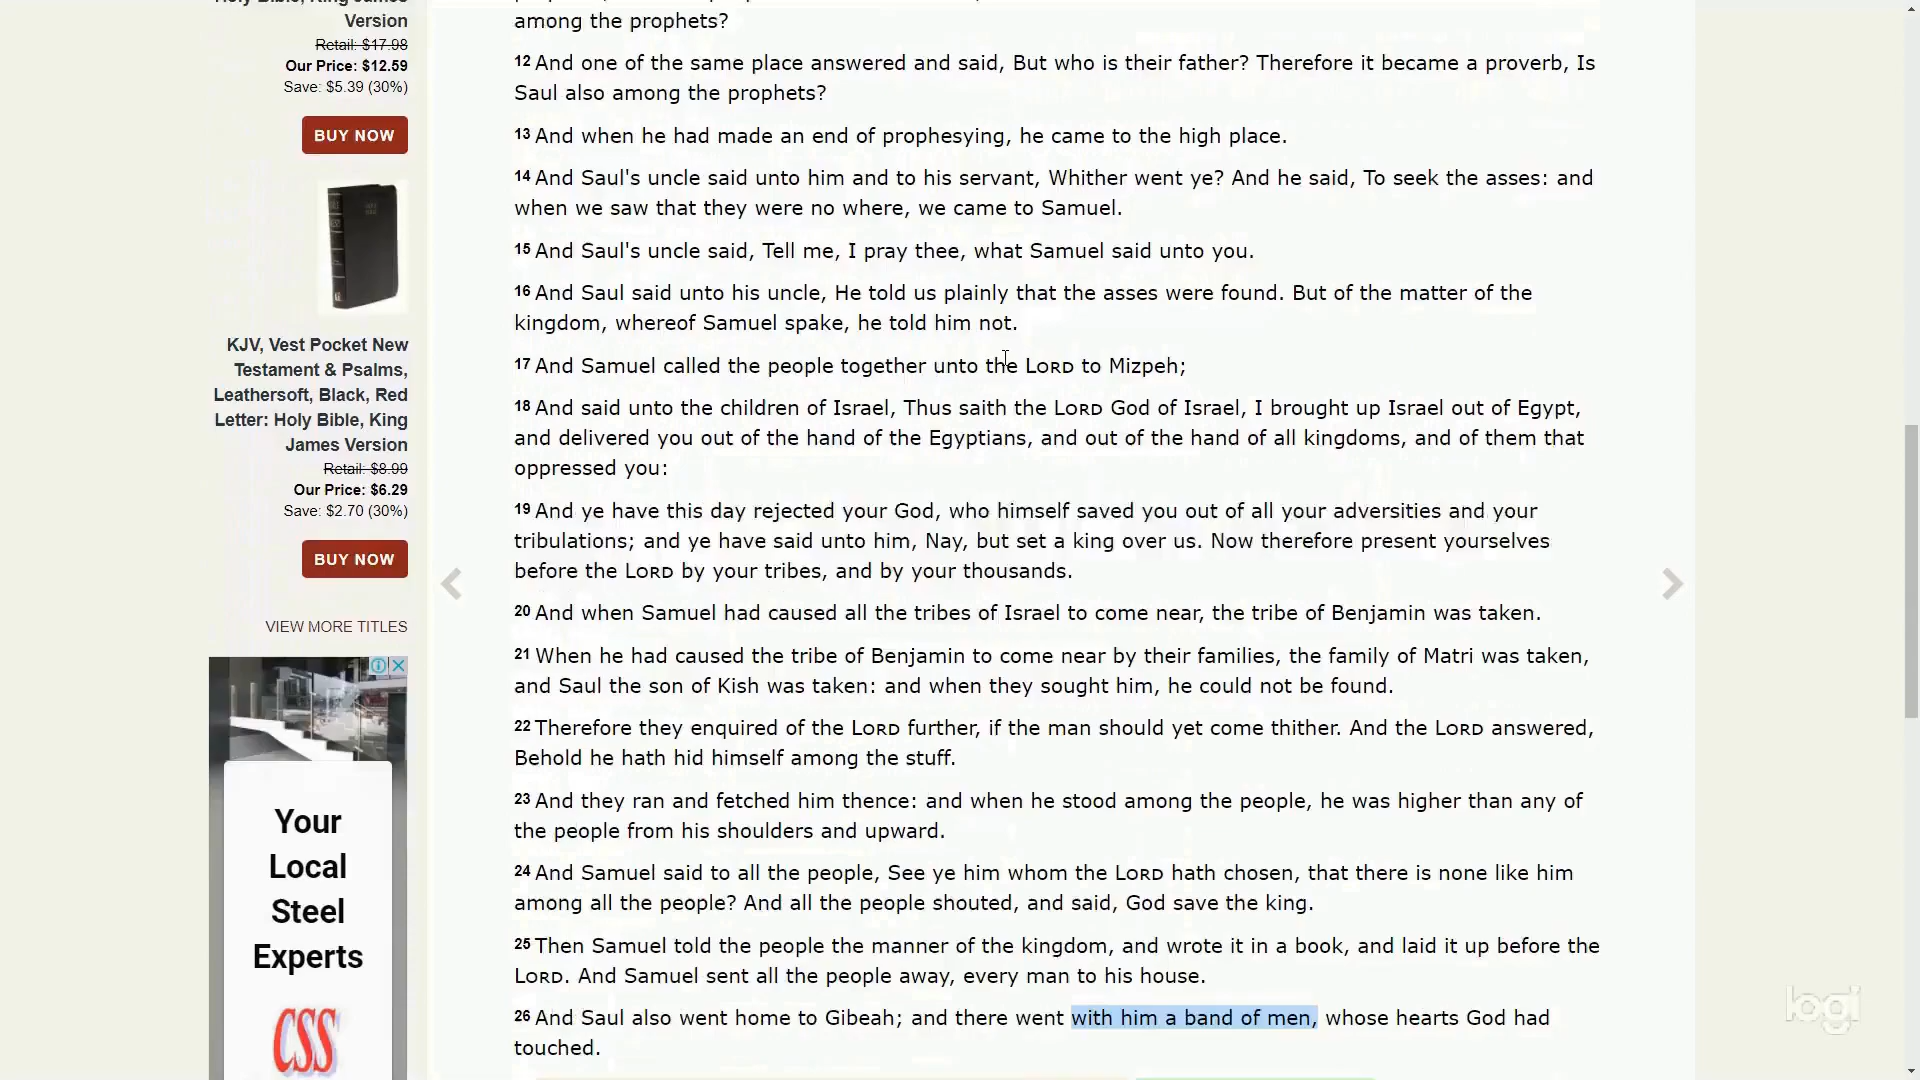 Holy Bible, King James
Version
Retail: $17.98
Our Price: $12.59
Save: $5.39 (30%)
BUY NOW
KJV, Vest Pocket New
Testament & Psalms,
Leathersoft, Black, Red
Letter: Holy Bible, King
James Version
Retail: $8.99
Our Price: $6.29
Save: $2.70 (30%)
BUY NOW
VIEW MORE TITLES
Your
Local
Steel
Experts
CSS
among the prophets?
12 And one of the same place answered and said, But who is their father? Therefore it became a proverb, Is
Saul also among the prophets?
13 And when he had made an end of prophesying, he came to the high place.
14 And Saul's uncle said unto him and to his servant, Whither went ye? And he said, To seek the asses: and
when we saw that they were no where, we came to Samuel.
15 And Saul's uncle said, Tell me, I pray thee, what Samuel said unto you.
16 And Saul said unto his uncle, He told us plainly that the asses were found. But of the matter of the
kingdom, whereof Samuel spake, he told him not.
17 And Samuel called the people together unto the LORD to Mizpeh;
18 And said unto the children of Israel, Thus saith the LORD God of Israel, I brought up Israel out of Egypt,
and delivered you out of the hand of the Egyptians, and out of the hand of all kingdoms, and of them that
oppressed you:
19 And ye have this day rejected your God, who himself saved you out of all your adversities and your
tribulations; and ye have said unto him, Nay, but set a king over us. Now therefore present yourselves
before the LORD by your tribes, and by your thousands.
20 And when Samuel had caused all the tribes of Israel to come near, the tribe of Benjamin was taken.
21 When he had caused the tribe of Benjamin to come near by their families, the family of Matri was taken,
and Saul the son of Kish was taken: and when they sought him, he could not be found.
22 Therefore they enquired of the LORD further, if the man should yet come thither. And the LORD answered,
Behold he hath hid himself among the stuff.
23 And they ran and fetched him thence: and when he stood among the people, he was higher than any of
the people from his shoulders and upward.
24 And Samuel said to all the people, See ye him whom the LORD hath chosen, that there is none like him
among all the people? And all the people shouted, and said, God save the king.
25 Then Samuel told the people the manner of the kingdom, and wrote it in a book, and laid it up before the
LORD. And Samuel sent all the people away, every man to his house.
26 And Saul also went home to Gibeah; and there went with him a band of men, whose hearts God had
touched.
logi